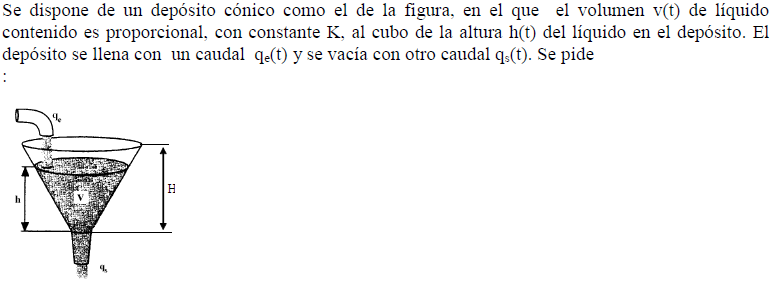 Se dispone de un depósito cónico como el de la figura, en el que el volumen v(t) de líquido
contenido es proporcional, con constante K, al cubo de la altura h(t) del líquido en el depósito. El
depósito se llena con un caudal qe(t) y se vacía con otro caudal qs(t). Se pide
:
qe
H
h
V
qs